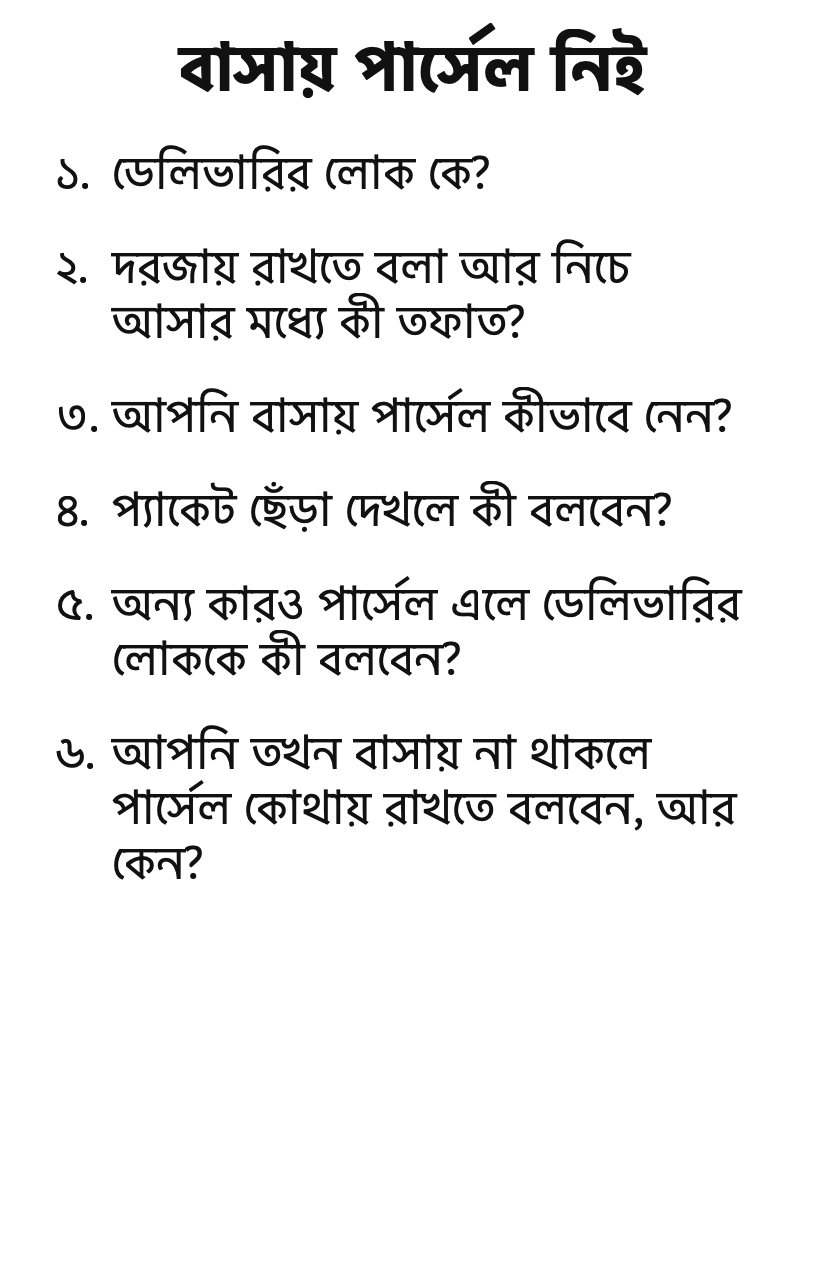 বাসায় পার্সেল নিই
১. ডেলিভারির লোক কে?
২. দরজায় রাখতে বলা আর নিচে
আসার মধ্যে কী তফাত?
৩. আপনি বাসায় পার্সেল কীভাবে নেন?
৪. প্যাকেট ছেঁড়া দেখলে কী বলবেন?
৫. অন্য কারও পার্সেল এলে ডেলিভারির
লোককে কী বলবেন?
৬. আপনি তখন বাসায় না থাকলে
পার্সেল কোথায় রাখতে বলবেন, আর
কেন?